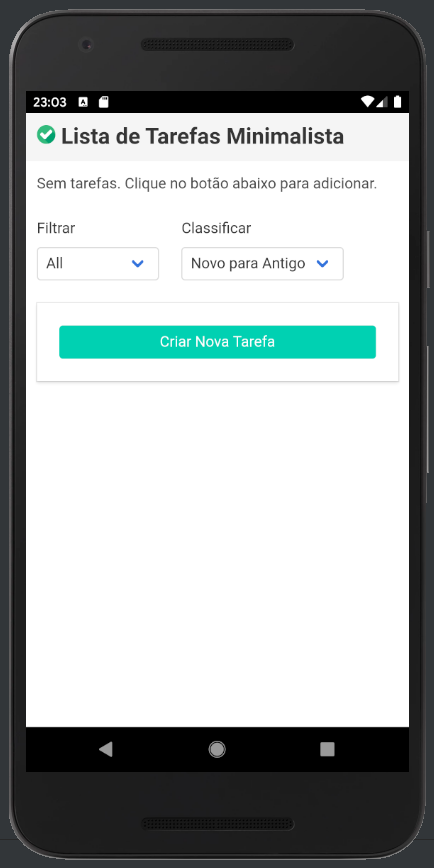 23:03
Lista de Tarefas Minimalista
Sem tarefas. Clique no botão abaixo para adicionar.
Filtrar Classificar
All Novo para Antigo
Criar Nova Tarefa